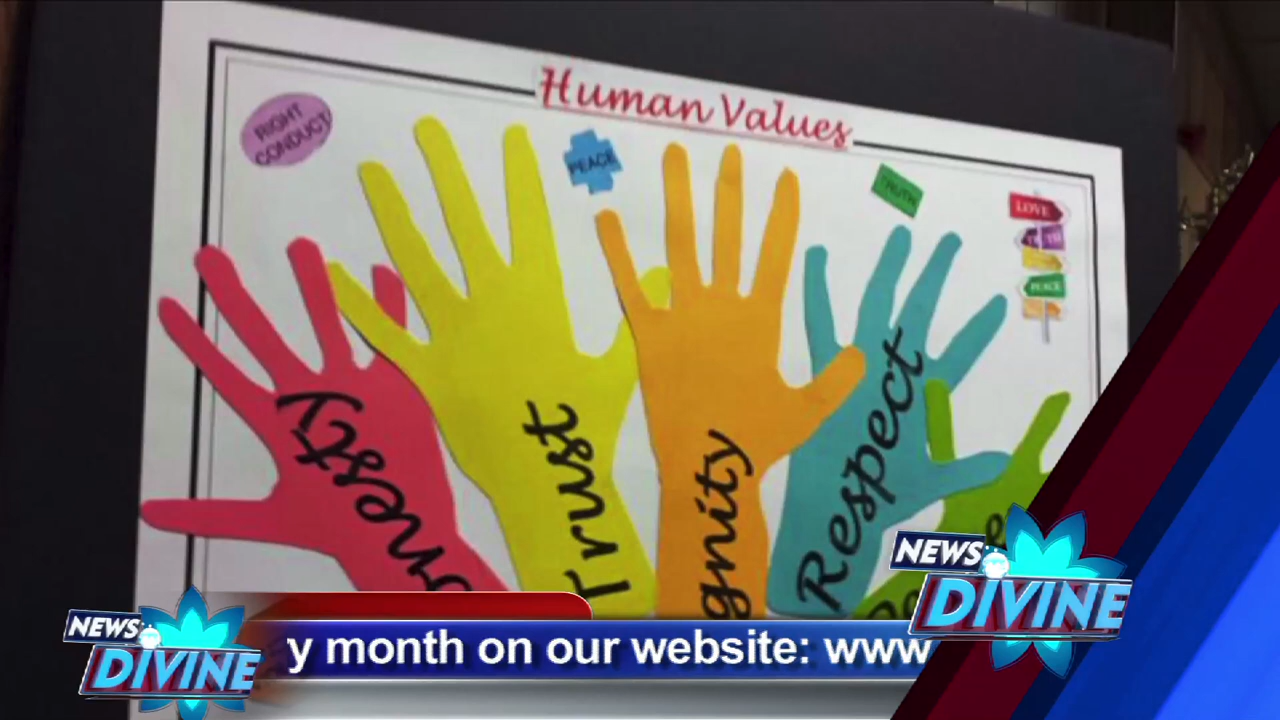 Human Values
RIGHT
CONDUCT
PEACE
TRUTH
LOVE
PEACE
Trust
Respect
NEWS
DIVINE
NEWS
DIVINE
y month on our website: www